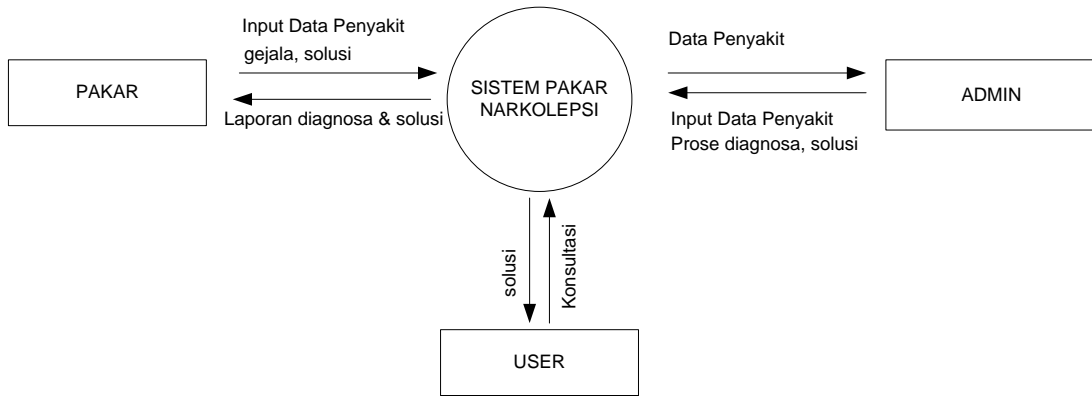 Input Data Penyakit
gejala, solusi
PAKAR
Laporan diagnosa & solusi
SISTEM PAKAR
NARKOLEPSI
Data Penyakit
ADMIN
Input Data Penyakit
Prose diagnosa, solusi
solusi
Konsultasi
USER